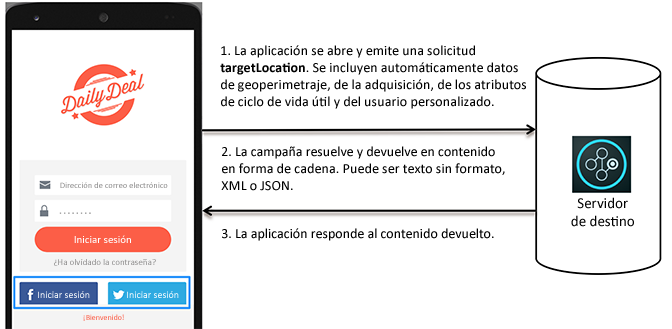 Daily Deal
Dirección de correo electrónico
Iniciar sesión
¿Ha olvidado la contraseña?
f Iniciar sesión
Iniciar sesión
¡Bienvenido!
1. La aplicación se abre y emite una solicitud
targetLocation. Se incluyen automáticamente datos
de geoperimetraje, de la adquisición, de los atributos
de ciclo de vida útil y del usuario personalizado.
2. La campaña resuelve y devuelve en contenido
en forma de cadena. Puede ser texto sin formato,
XML o JSON.
3. La aplicación responde al contenido devuelto.
Servidor
de destino